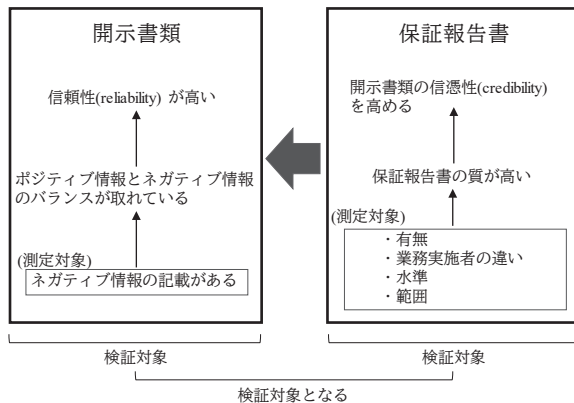 開示書類
信頼性(reliability) が高い
ポジティブ情報とネガティブ情報
のバランスが取れている
(測定対象)
ネガティブ情報の記載がある
保証報告書
開示書類の信憑性(credibility)
を高める
保証報告書の質が高い
(測定対象)
・有無
・業務実施者の違い
・水準
・範囲
検証対象
検証対象
検証対象となる